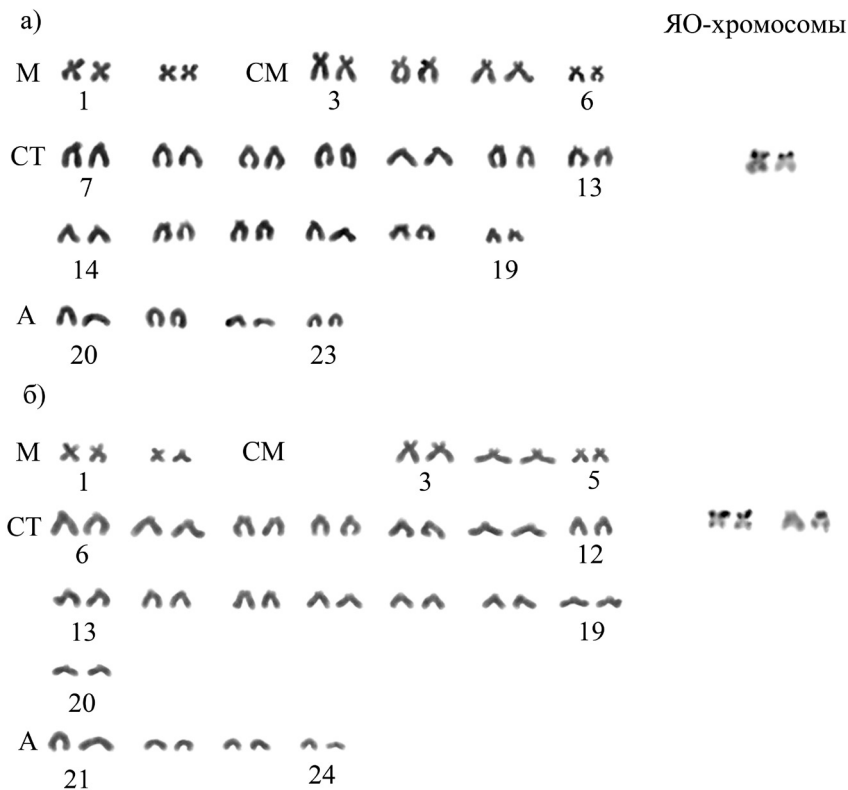 а)
ЯО-хромосомы
М СМ
1 3 6
СТ
7 13
14 19
А
20 23
б)
М СМ
1 3 5
СТ
6 12
13 19
20
А
21 24